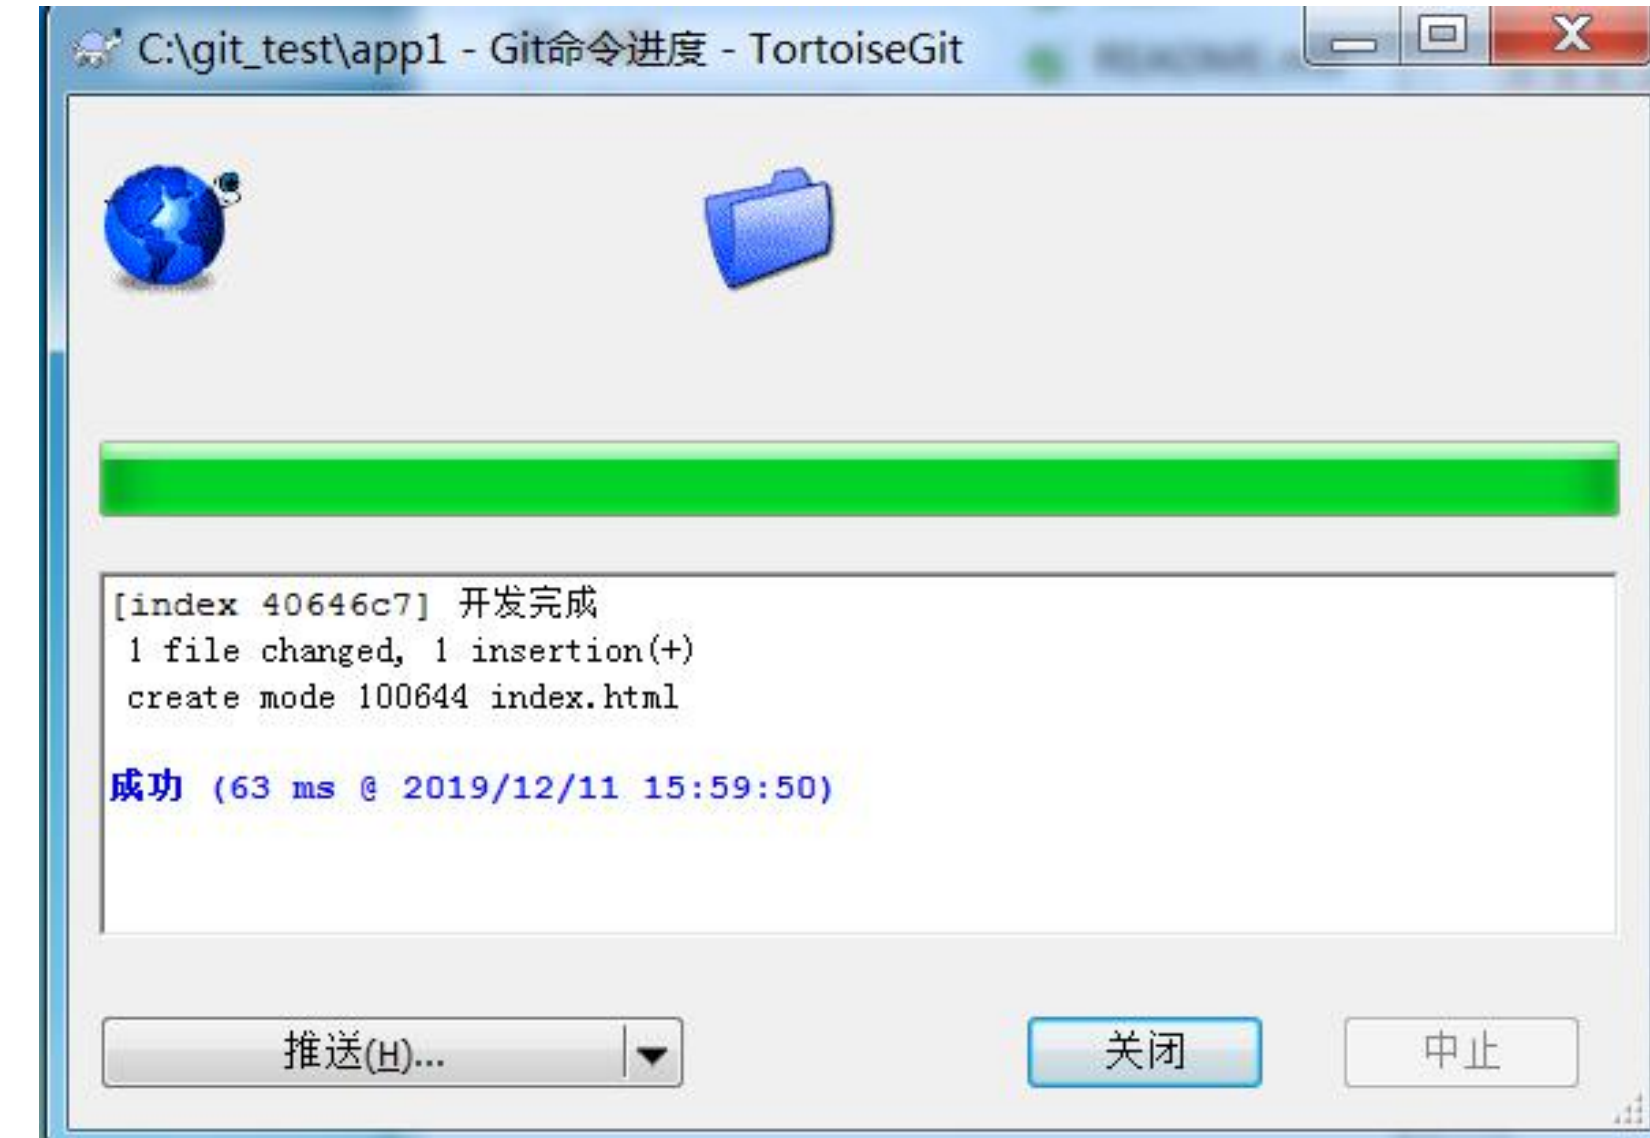 C:\git_test\app1 - Git命令进度 - TortoiseGit
[index 40646c7] 开发完成
1 file changed, 1 insertion(+)
create mode 100644 index.html
成功 (63 ms @ 2019/12/11 15:59:50)
推送(H)...
关闭
中止